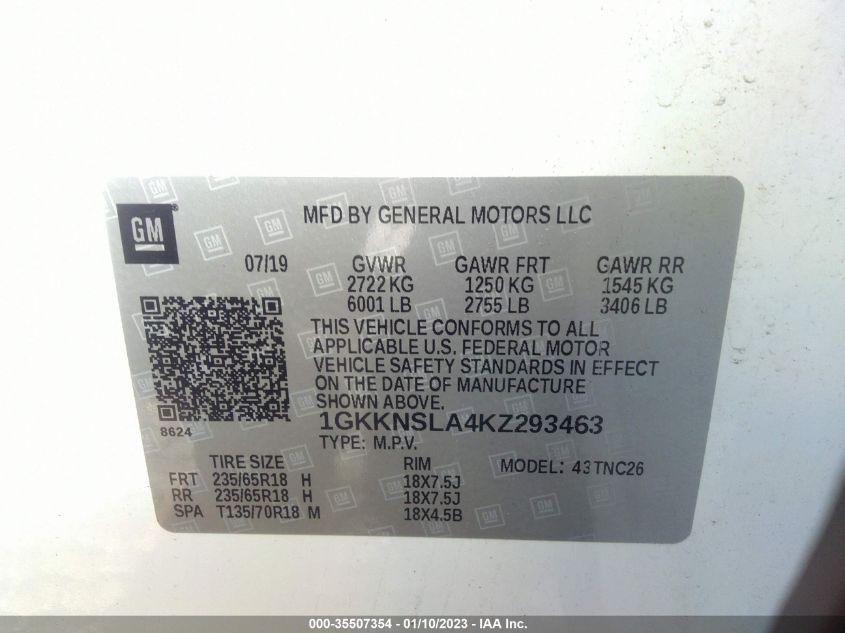 GM
MFD BY GENERAL MOTORS LLC
07/19 GVWR GAWR FRT GAWR RR
2722 KG 1250 KG 1545 KG
6001 LB 2755 LB 3406 LB
THIS VEHICLE CONFORMS TO ALL
APPLICABLE U.S. FEDERAL MOTOR
VEHICLE SAFETY STANDARDS IN EFFECT
ON THE DATE OF MANUFACTURE
SHOWN ABOVE.
8624
1GKKNSLA4KZ293463
TYPE: M.P.V.
TIRE SIZE RIM MODEL: 43TNC26
FRT 235/65R18 H 18X7.5J
RR 235/65R18 H 18X7.5J
SPA T135/70R18 M 18X4.5B
000-35507354 - 01/10/2023 - IAA Inc.